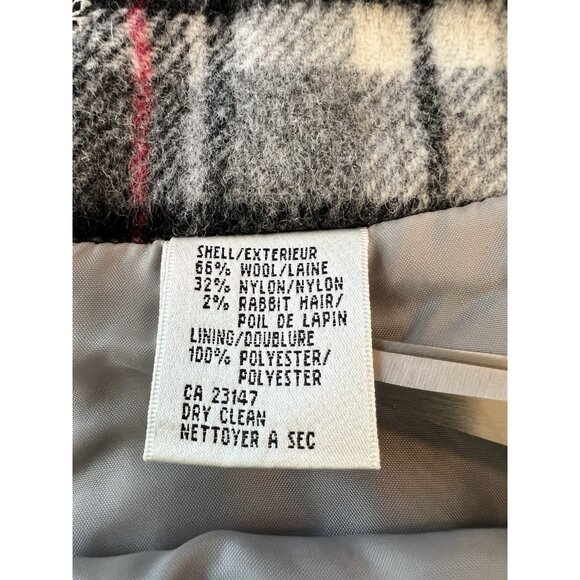 SHELL/EXTERIEUR
66% WOOL/LAINE
32% NYLON/NYLON
2% RABBIT HAIR/
POIL DE LAPIN
LINING/DOUBLURE
100% POLYESTER/
POLYESTER
CA 23147
DRY CLEAN
NETTOYER A SEC